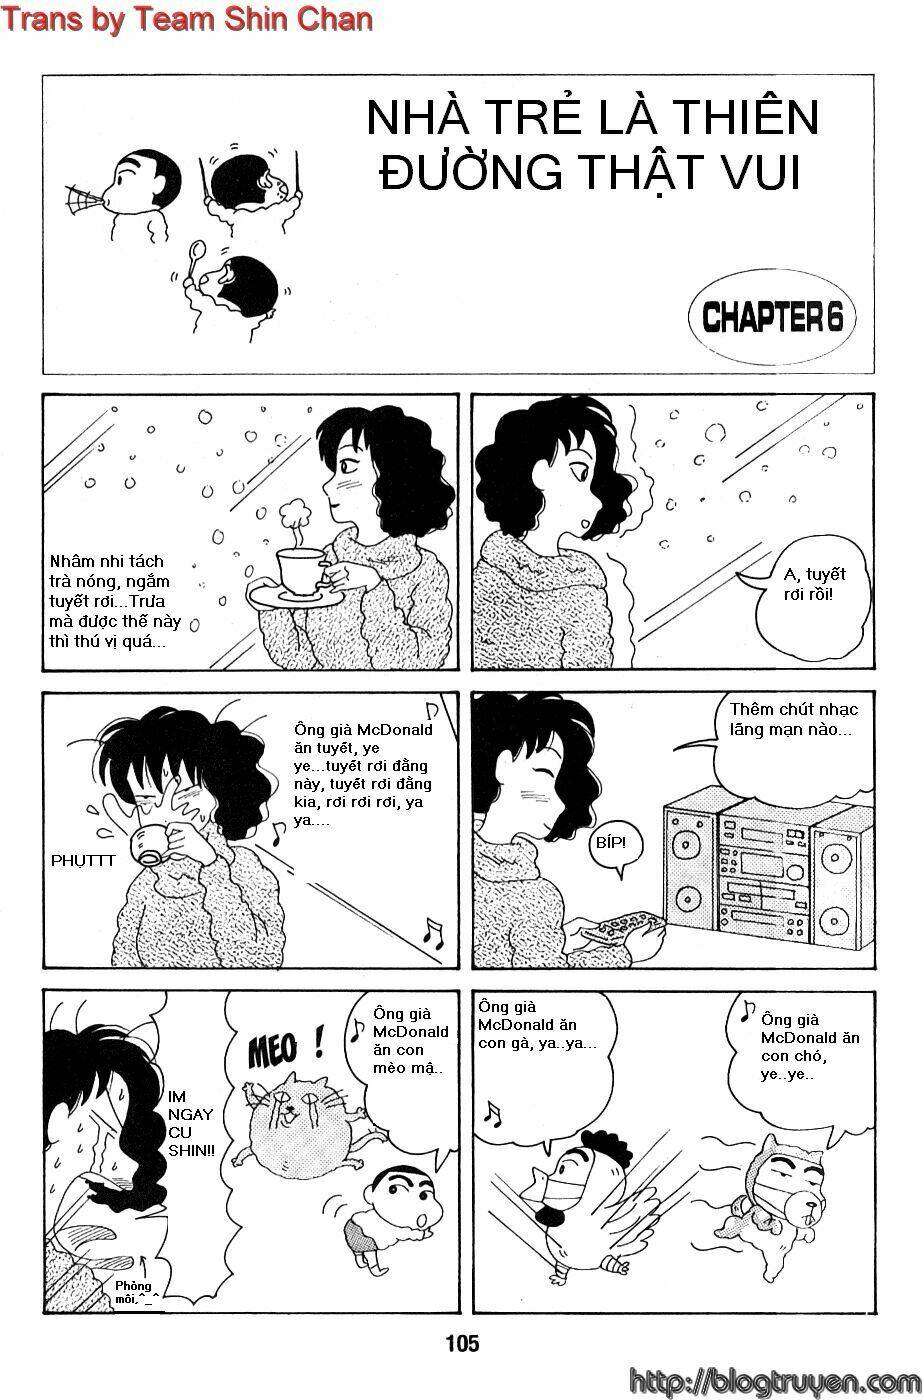 Trans by Team Shin Chan
NHÀ TRẺ LÀ THIÊN
ĐƯỜNG THẬT VUI
CHAPTER 6
A, tuyết
rơi rồi!
Nhâm nhi tách
trà nóng, ngắm
tuyết rơi...Trưa
mà được thế này
thì thú vị quá...
Thêm chút nhạc
lãng mạn nào...
BÍP!
Ông già McDonald
ăn tuyết, ye
ye...tuyết rơi đằng
này, tuyết rơi đằng
kia, rơi rơi rơi, ya
ya....
PHỤTTT
Ông già
McDonald ăn
con chó,
ye..ye..
Ông già
McDonald ăn
con gà, ya..ya...
Ông già
McDonald
ăn con
mèo mạ..
MEO !
IM
NGAY
CU
SHIN!!
Phòng
môi,^_^
105
http://blogtruyen.com